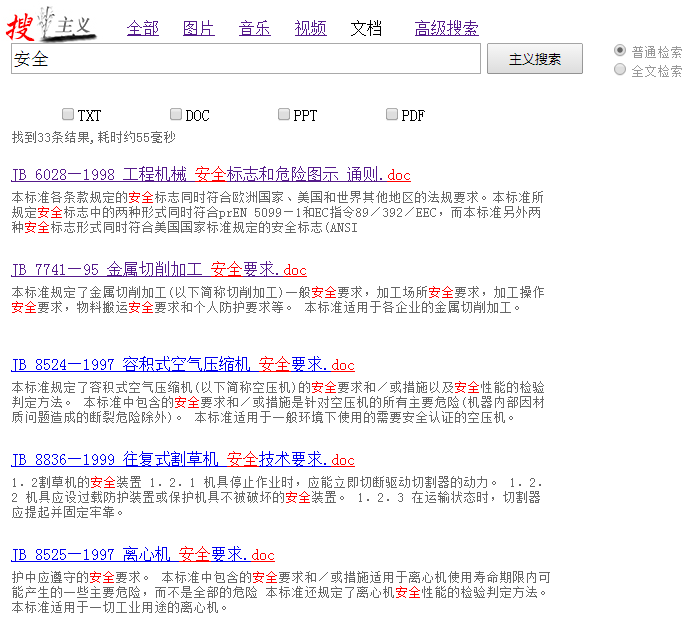 搜 主义
全部 图片 音乐 视频 文档 高级搜索
安全 主义搜索
普通检索
全文检索
TXT DOC PPT PDF
找到33条结果,耗时约55毫秒
JB 6028—1998 工程机械 安全标志和危险图示 通则.doc
本标准各条款规定的安全标志同时符合欧洲国家、美国和世界其他地区的法规要求。本标准所
规定安全标志中的两种形式同时符合prEN 5099—1和EC指令89／392／EEC，而本标准另外两
种安全标志形式同时符合美国国家标准规定的安全标志(ANSI
JB 7741—95 金属切削加工 安全要求.doc
本标准规定了金属切削加工(以下简称切削加工)一般安全要求，加工场所安全要求，加工操作
安全要求，物料搬运安全要求和个人防护要求等。 本标准适用于各企业的金属切削加工。
JB 8524—1997 容积式空气压缩机 安全要求.doc
本标准规定了容积式空气压缩机(以下简称空压机)的安全要求和／或措施以及安全性能的检验
判定方法。 本标准中包含的安全要求和／或措施是针对空压机的所有主要危险(机器内部因材
质问题造成的断裂危险除外)。 本标准适用于一般环境下使用的需要安全认证的空压机。
JB 8836—1999 往复式割草机 安全技术要求.doc
1．2割草机的安全装置 1．2．1 机具停止作业时，应能立即切断驱动切割器的动力。 1．2．
2 机具应设过载防护装置或保护机具不被破坏的安全装置。 1．2．3 在运输状态时，切割器
应提起并固定牢靠。
JB 8525—1997 离心机 安全要求.doc
护中应遵守的安全要求。 本标准中包含的安全要求和／或措施适用于离心机使用寿命期限内可
能产生的一些主要危险，而不是全部的危险 本标准还规定了离心机安全性能的检验判定方法。
本标准适用于一切工业用途的离心机。